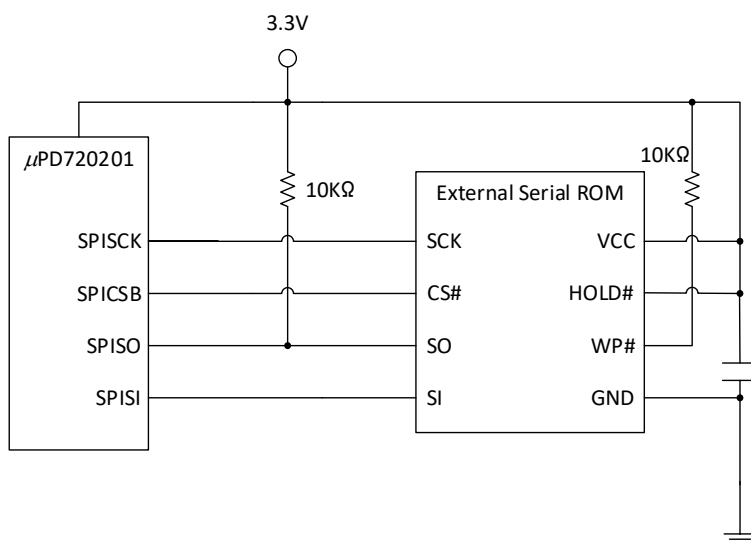 3.3V
μPD720201
10KΩ
10KΩ
External Serial ROM
SPISCK
SCK
VCC
SPICSB
CS#
HOLD#
SPISO
SO
WP#
SPISI
SI
GND